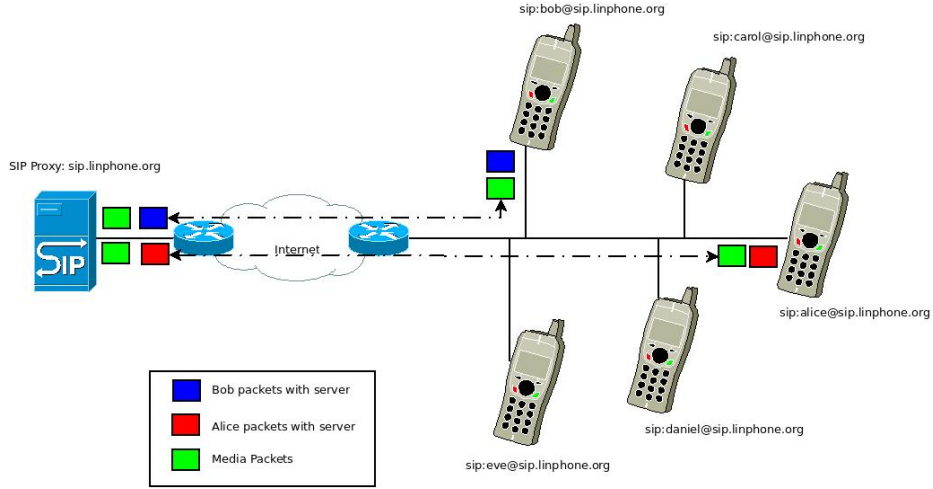 sip:bob@sip.linphone.org
sip:carol@sip.linphone.org
SIP Proxy: sip.linphone.org
SIP
Internet
sip:alice@sip.linphone.org
sip:daniel@sip.linphone.org
sip:eve@sip.linphone.org
Bob packets with server
Alice packets with server
Media Packets